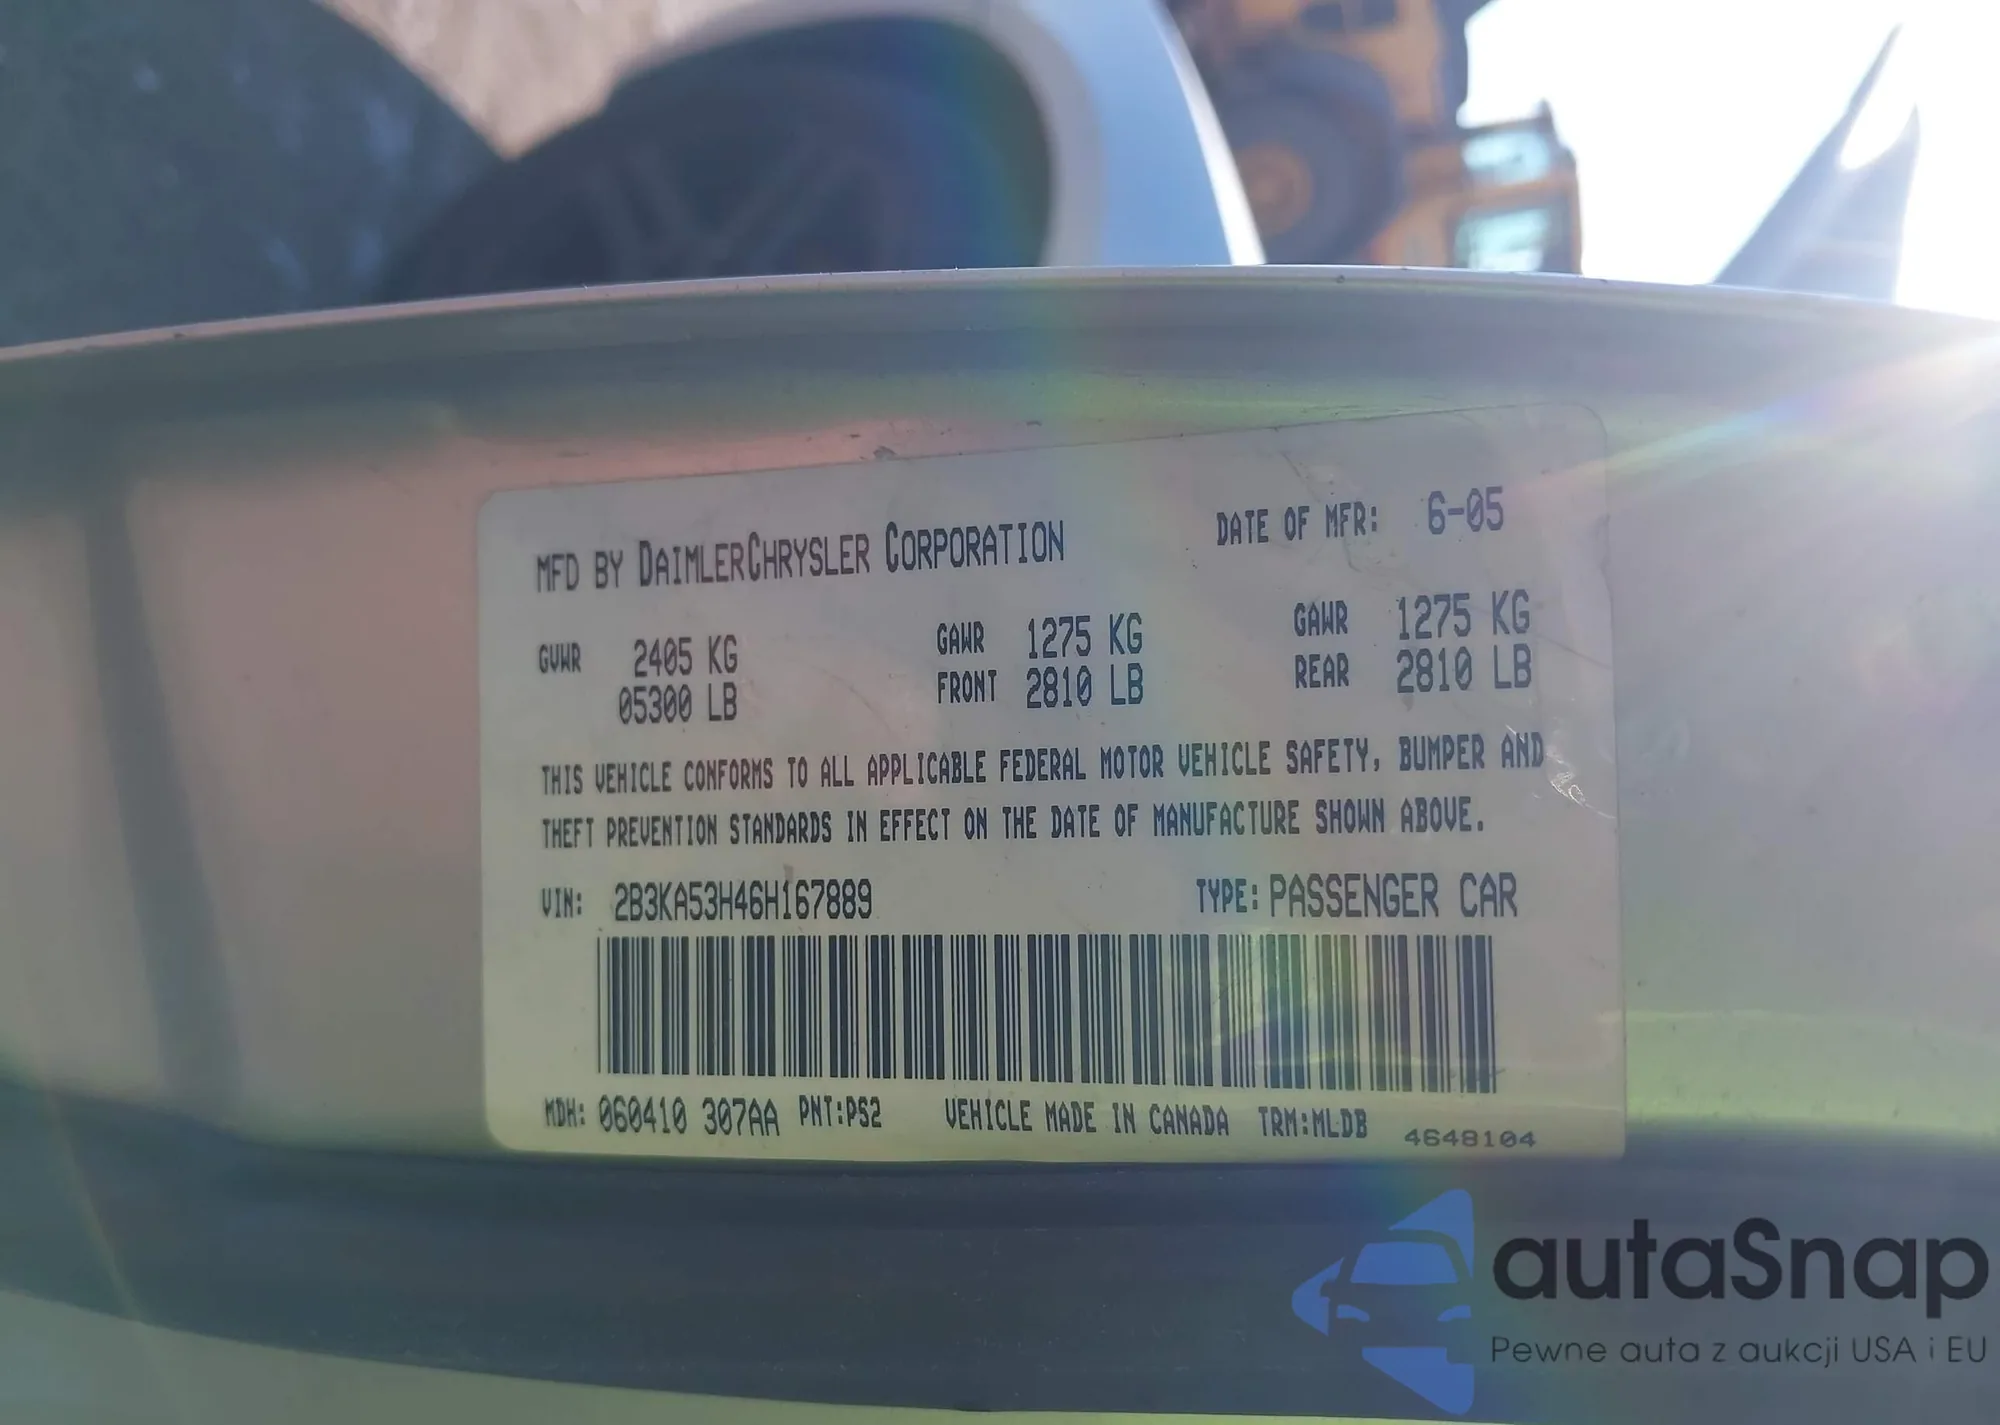 MFD BY DAIMLERCHRYSLER CORPORATION DATE OF MFR: 6-05
GVWR 2405 KG GAWR 1275 KG GAWR 1275 KG
05300 LB FRONT 2810 LB REAR 2810 LB
THIS VEHICLE CONFORMS TO ALL APPLICABLE FEDERAL MOTOR VEHICLE SAFETY, BUMPER AND
THEFT PREVENTION STANDARDS IN EFFECT ON THE DATE OF MANUFACTURE SHOWN ABOVE.
VIN: 2B3KA53H46H167889 TYPE: PASSENGER CAR
MDH: 060410 307AA PNT:PS2 VEHICLE MADE IN CANADA TRM:MLDB 4648104
autaSnap
Pewne auta z aukcji USA i EU